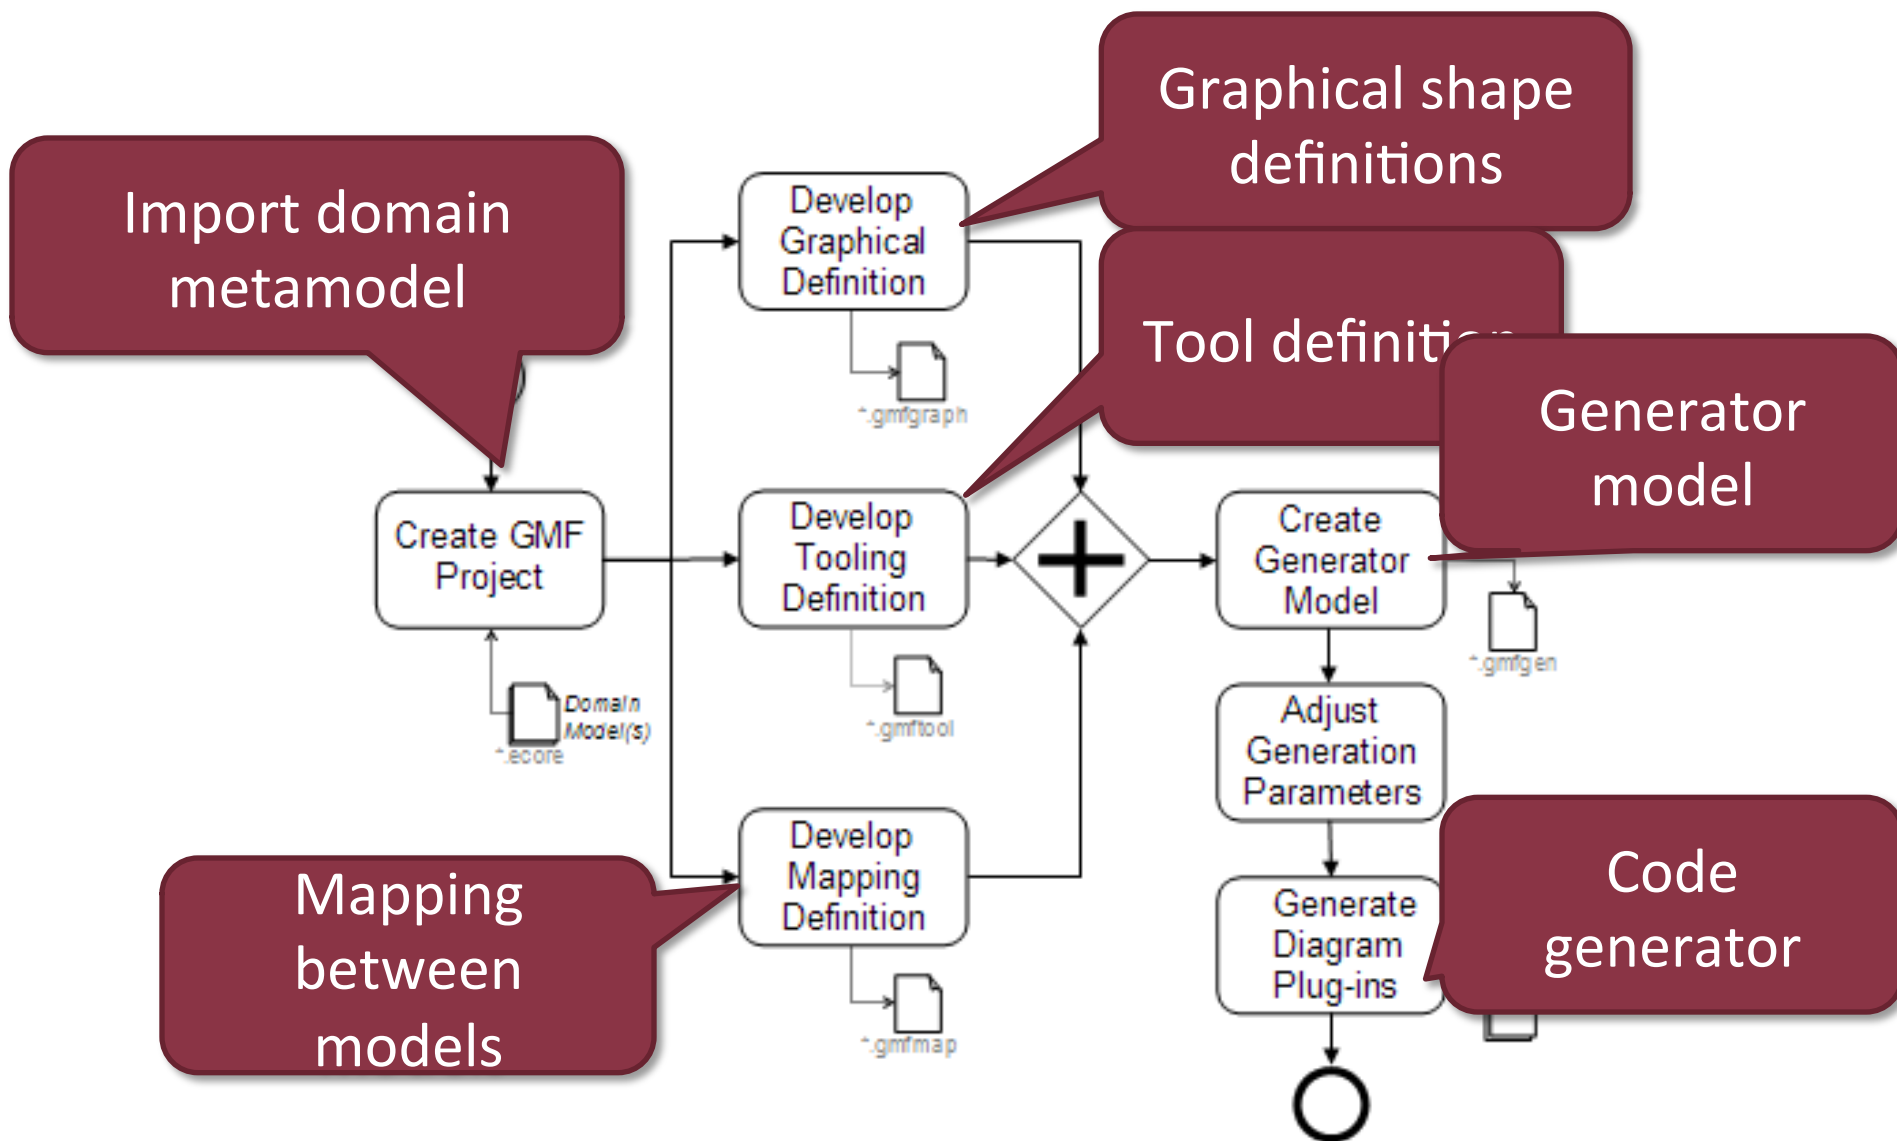 Graphical shape
definitions
Import domain
metamodel
Develop
Graphical
Definition
*.gmfgraph
Tool definition
Generator
model
Create GMF
Project
Develop
Tooling
Definition
Create
Generator
Model
*.gmfgen
Domain
Model(s)
*.ecore
*.gmftool
Adjust
Generation
Parameters
Mapping
between
models
Develop
Mapping
Definition
*.gmfmap
Generate
Diagram
Plug-ins
Code
generator